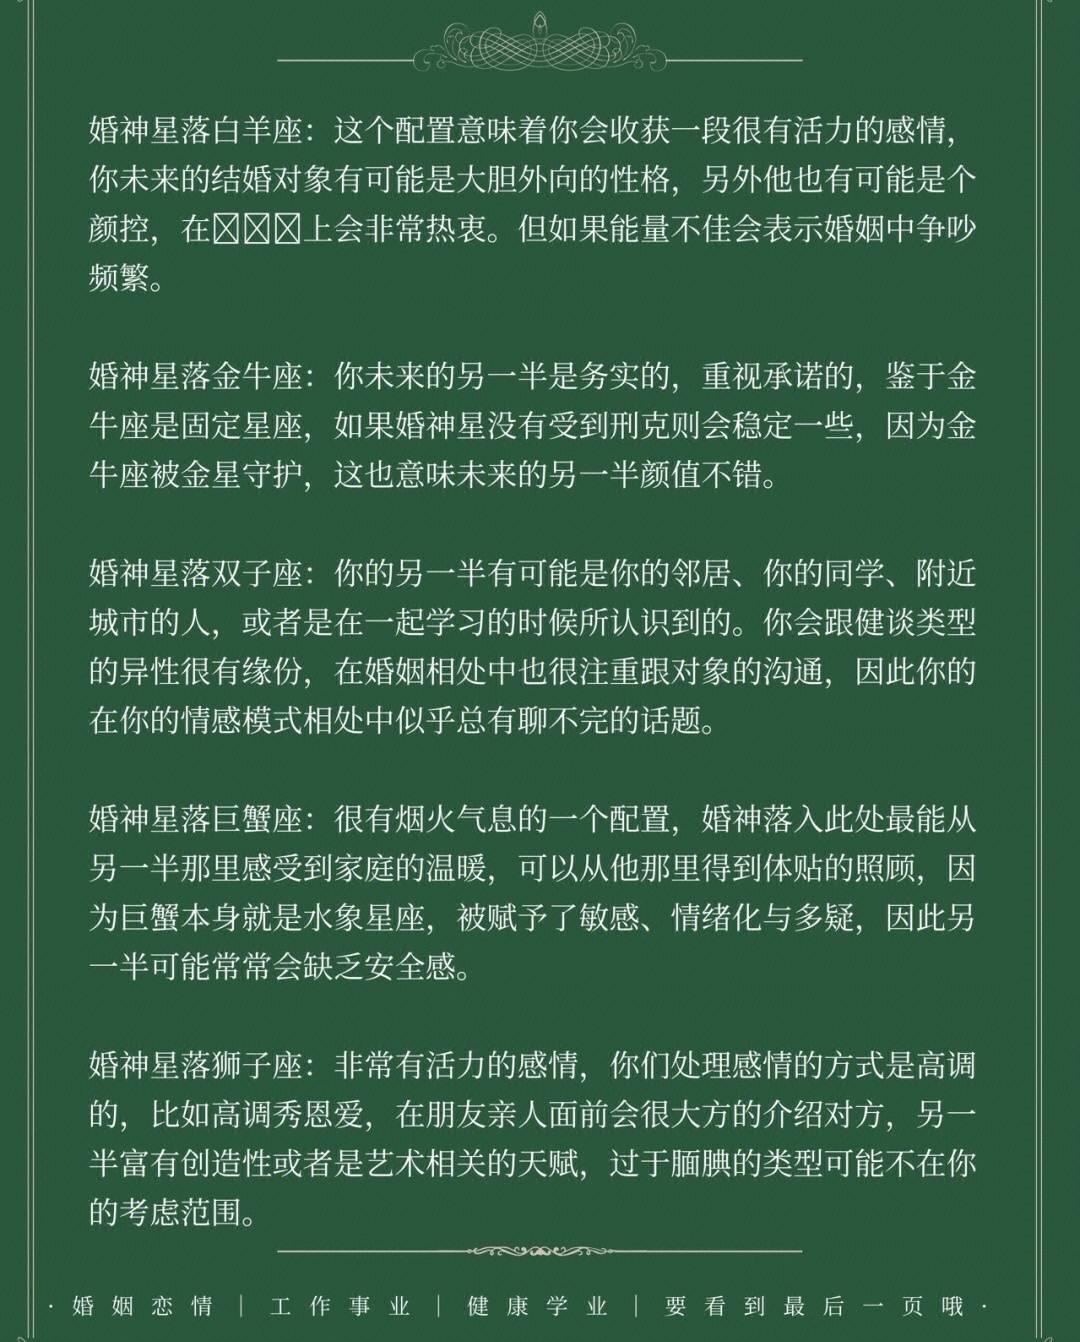 婚神星落白羊座：这个配置意味着你会收获一段很有活力的感情，
你未来的结婚对象有可能是大胆外向的性格，另外他也有可能是个
颜控，在☒☒☒上会非常热衷。但如果能量不佳会表示婚姻中争吵
频繁。
婚神星落金牛座：你未来的另一半是务实的，重视承诺的，鉴于金
牛座是固定星座，如果婚神星没有受到刑克则会稳定一些，因为金
牛座被金星守护，这也意味未来的另一半颜值不错。
婚神星落双子座：你的另一半有可能是你的邻居、你的同学、附近
城市的人，或者是在一起学习的时候所认识到的。你会跟健谈类型
的异性很有缘份，在婚姻相处中也很注重跟对象的沟通，因此你的
在你的情感模式相处中似乎总有聊不完的话题。
婚神星落巨蟹座：很有烟火气息的一个配置，婚神落入此处最能从
另一半那里感受到家庭的温暖，可以从他那里得到体贴的照顾，因
为巨蟹本身就是水象星座，被赋予了敏感、情绪化与多疑，因此另
一半可能常常会缺乏安全感。
婚神星落狮子座：非常有活力的感情，你们处理感情的方式是高调
的，比如高调秀恩爱，在朋友亲人面前会很大方的介绍对方，另一
半富有创造性或者是艺术相关的天赋，过于腼腆的类型可能不在你
的考虑范围。
· 婚姻恋情｜工作事业｜健康学业｜要看到最后一页哦 ·